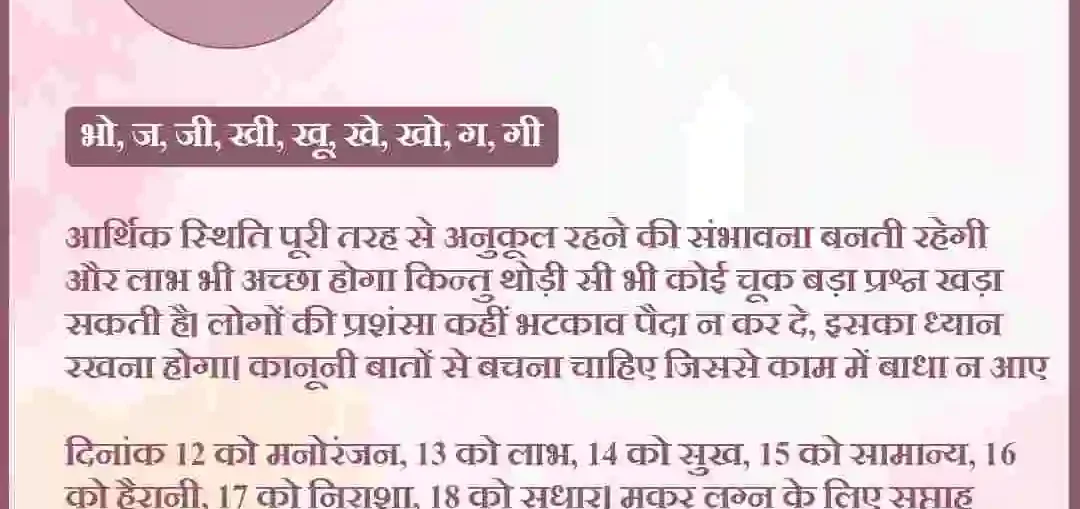 भो, ज, जी, खी, खू, खे, खो, ग, गी
आर्थिक स्थिति पूरी तरह से अनुकूल रहने की संभावना बनती रहेगी
और लाभ भी अच्छा होगा किन्तु थोड़ी सी भी कोई चूक बड़ा प्रश्न खड़ा
सकती है। लोगों की प्रशंसा कहीं भटकाव पैदा न कर दे, इसका ध्यान
रखना होगा। कानूनी बातों से बचना चाहिए जिससे काम में बाधा न आए
दिनांक 12 को मनोरंजन, 13 को लाभ, 14 को सुख, 15 को सामान्य, 16
को हैरानी, 17 को निराशा, 18 को सुधार। मकर लग्न के लिए सप्ताह